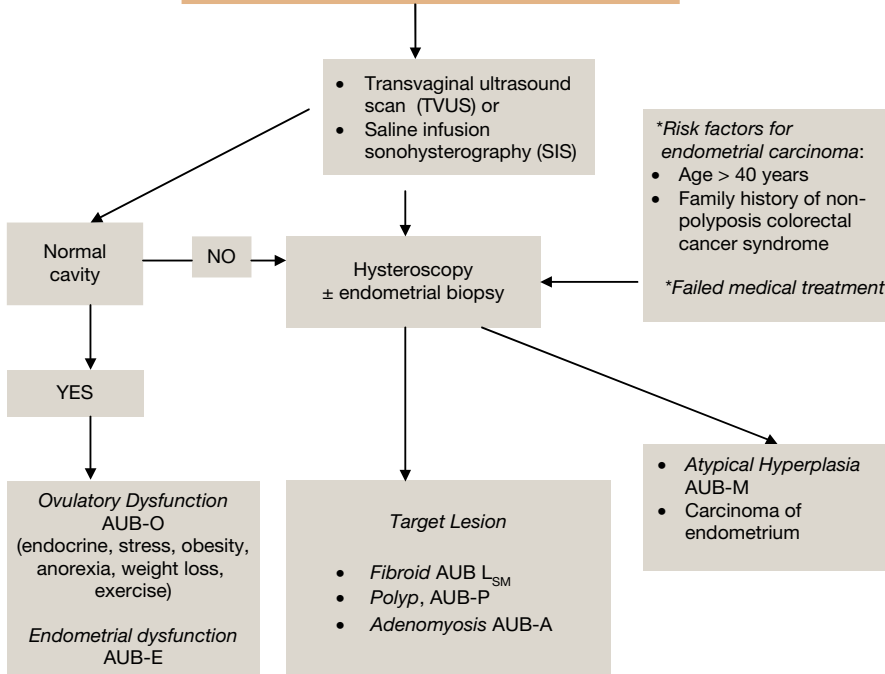 • Transvaginal ultrasound
scan (TVUS) or
• Saline infusion
sonohysterography (SIS)
*Risk factors for
endometrial carcinoma:
• Age > 40 years
• Family history of non-
polyposis colorectal
cancer syndrome
*Failed medical treatment
Normal
cavity
NO
Hysteroscopy
± endometrial biopsy
YES
Ovulatory Dysfunction
AUB-O
(endocrine, stress, obesity,
anorexia, weight loss,
exercise)
Endometrial dysfunction
AUB-E
Target Lesion
• Fibroid AUB LSM
• Polyp, AUB-P
• Adenomyosis AUB-A
• Atypical Hyperplasia
AUB-M
• Carcinoma of
endometrium